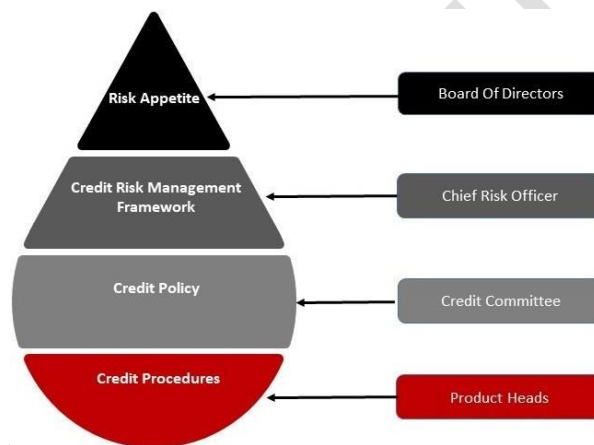 Risk Appetite
Board Of Directors
Credit Risk Management
Framework
Chief Risk Officer
Credit Policy
Credit Committee
Credit Procedures
Product Heads